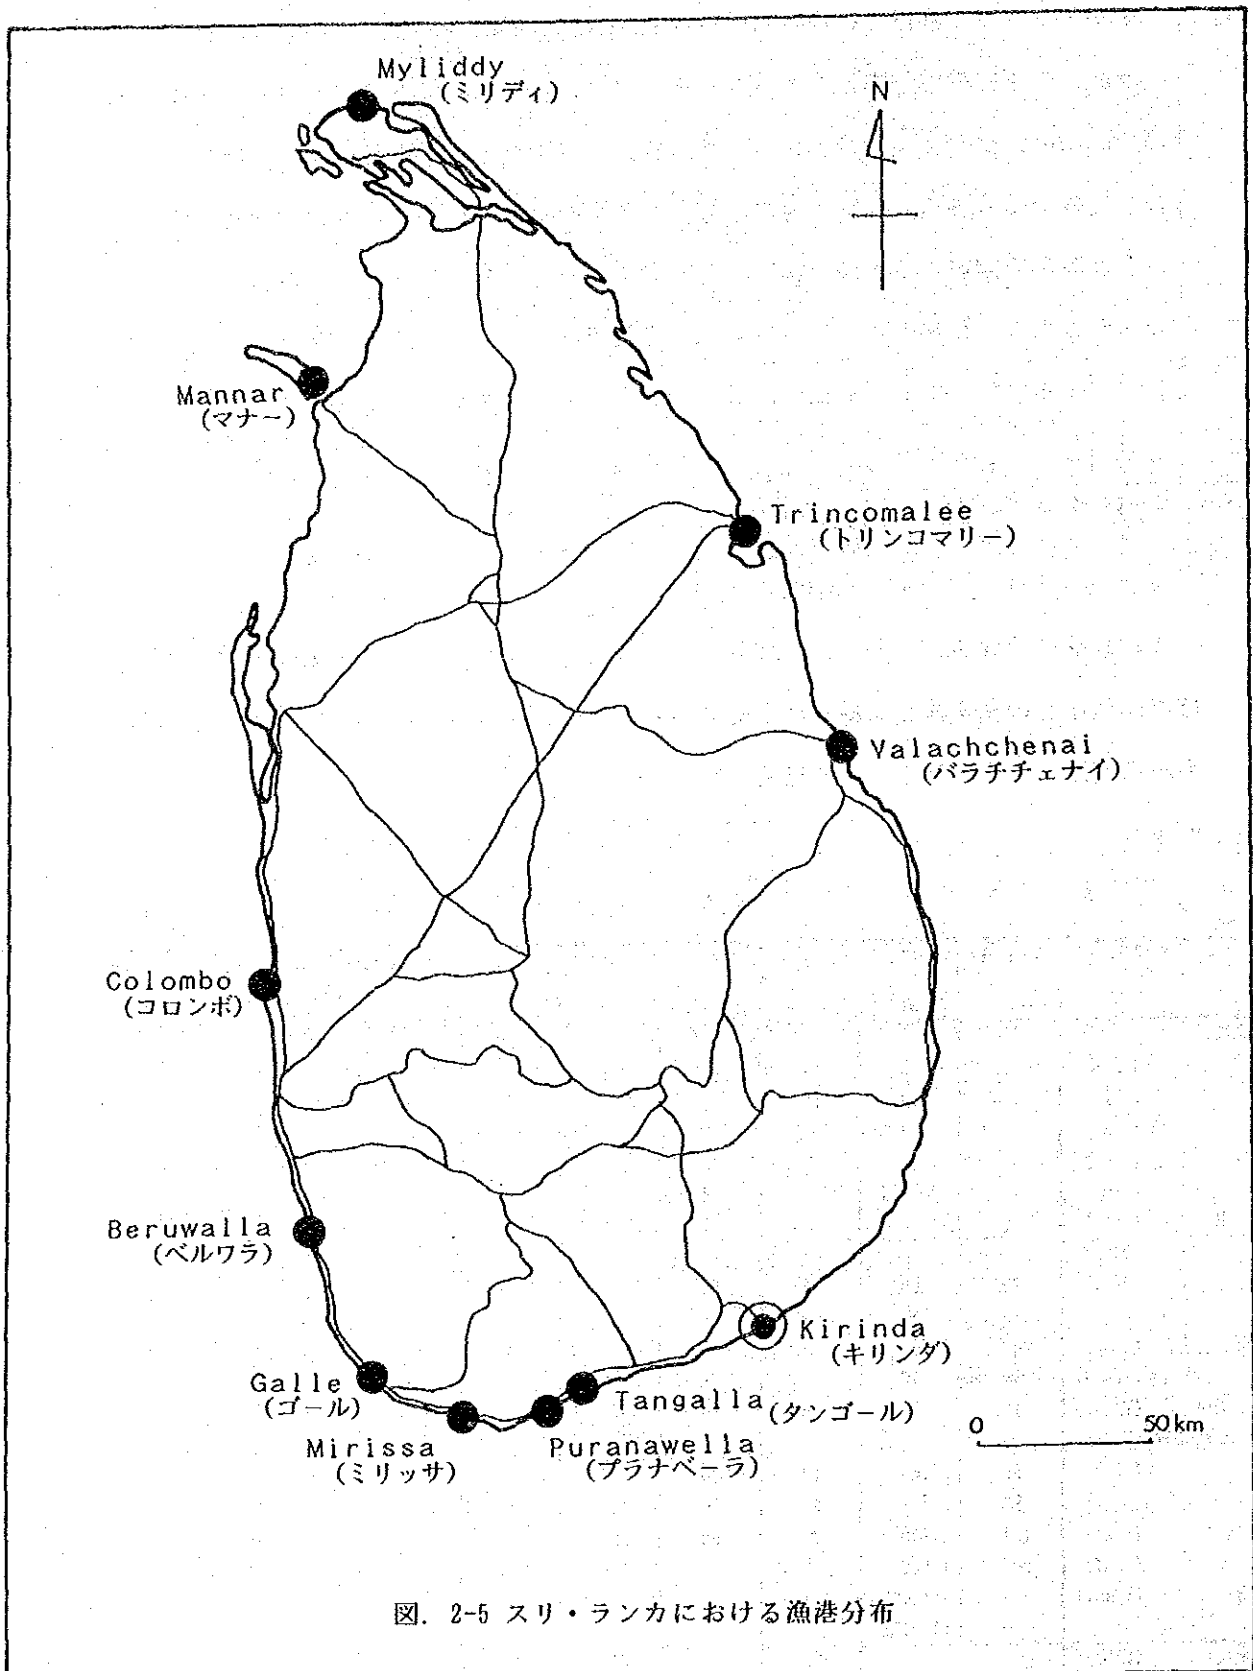 Myliddy
(ミリディ)
N
Mannar
(マナー)
Trincomalee
(トリンコマリー)
Valachchenai
(バラチチェナイ)
Colombo
(コロンボ)
Beruwalla
(ベルワラ)
Kirinda
(キリンダ)
Galle
(ゴール)
Tangalla (タンゴール)
0 50km
Mirissa
(ミリッサ)
Puranawella
(プラナベーラ)
図. 2-5 スリ・ランカにおける漁港分布